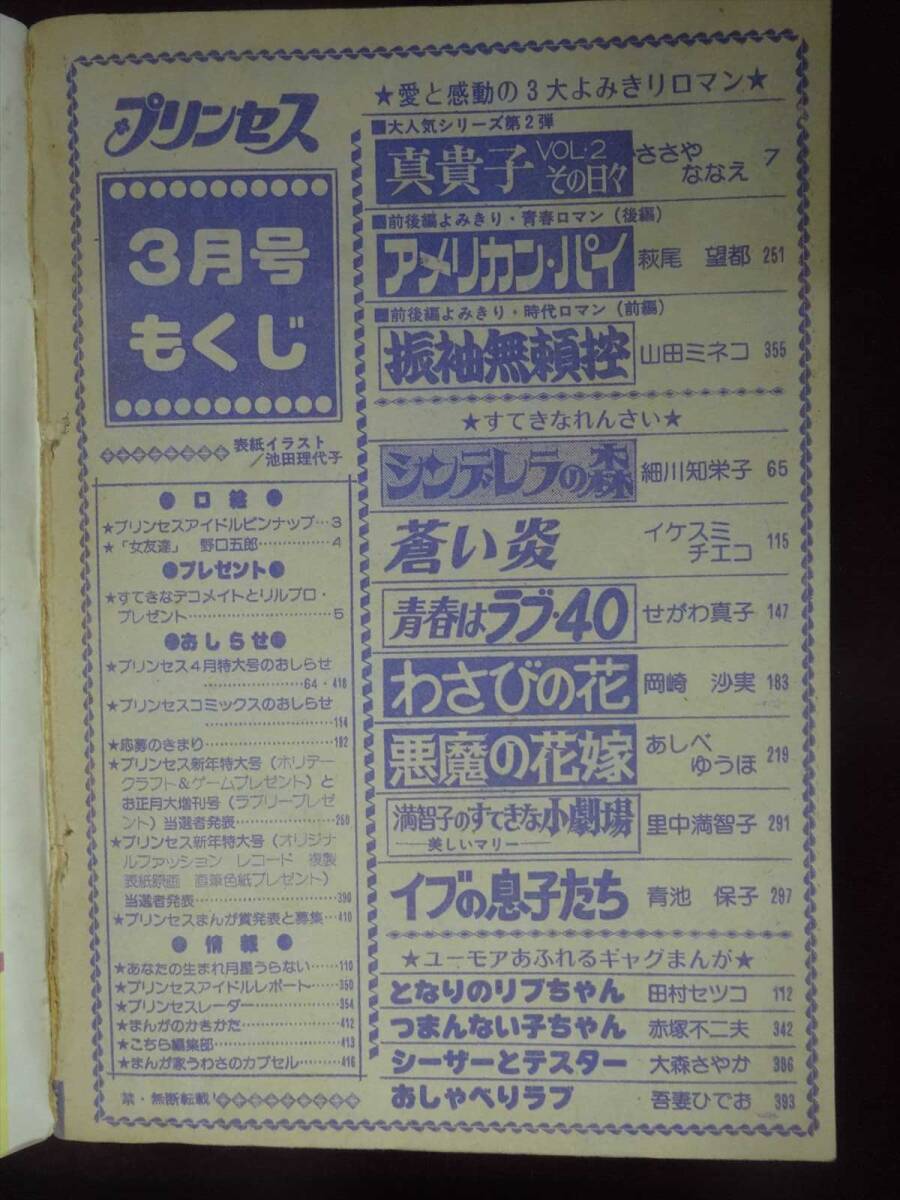 プリンセス
3月号
もくじ
表紙イラスト
／池田理代子
●口絵●
★プリンセスアイドルピンナップ…3
★「女友達」 野口五郎……………4
●プレゼント●
★すてきなデコメイトとリルプロ・
プレゼント……………………5
●おしらせ●
★プリンセス4月特大号のおしらせ
……………………64・418
★プリンセスコミックスのおしらせ
……………………114
★応募のきまり……………………182
★プリンセス新年特大号（ホリデー
クラフト＆ゲームプレゼント）と
お正月大増刊号（ラブリープレゼ
ント）当選者発表……………250
★プリンセス新年特大号（オリジナ
ルファッション レコード 複製
表紙原画 直筆色紙プレゼント）
当選者発表……………………390
★プリンセスまんが賞発表と募集…410
●情報●
★あなたの生まれ月星うらない……110
★プリンセスアイドルレポート……350
★プリンセスレーダー……………354
★まんがのかきかた………………412
★こちら編集部……………………413
★まんが家うわさのカプセル………416
禁・無断転載
★愛と感動の3大よみきりロマン★
■大人気シリーズ第2弾
真貴子 VOL・2 その日々 ささやななえ 7
■前後編よみきり・青春ロマン（後編）
アメリカン・パイ 萩尾 望都 251
■前後編よみきり・時代ロマン（前編）
振袖無頼控 山田ミネコ 355
★すてきなれんさい★
シンデレラの森 細川知栄子 65
蒼い炎 イケスミチエコ 115
青春はラブ・40 せがわ真子 147
わさびの花 岡崎 沙実 183
悪魔の花嫁 あしべゆうほ 219
満智子のすてきな小劇場 ―美しいマリー― 里中満智子 291
イブの息子たち 青池 保子 297
★ユーモアあふれるギャグまんが★
となりのリブちゃん 田村セツコ 112
つまんない子ちゃん 赤塚不二夫 342
シーザーとテスター 大森さやか 386
おしゃべりラブ 吾妻ひでお 393